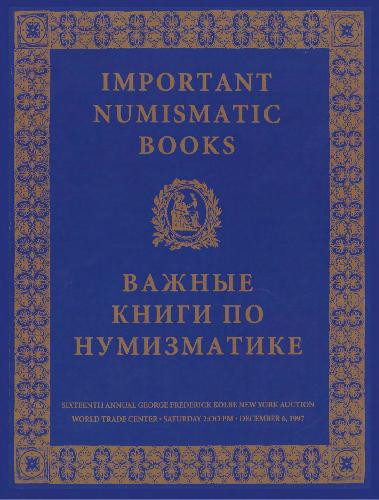 IMPORTANT
NUMISMATIC
BOOKS
ВАЖНЫЕ
КНИГИ ПО
НУМИЗМАТИКЕ
SIXTEENTH ANNUAL GEORGE FREDERICK KOLBE NEW YORK AUCTION
WORLD TRADE CENTER • SATURDAY 2:00 PM • DECEMBER 6, 1997